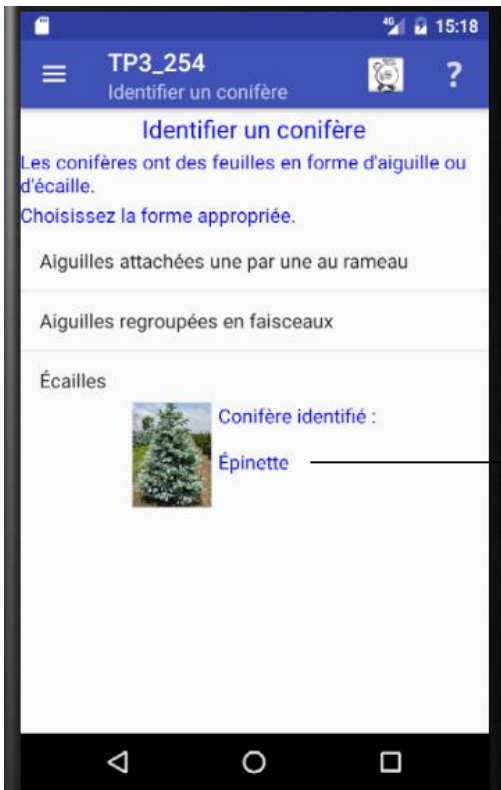 4G 15:18
TP3_254
Identifier un conifère
?
Identifier un conifère
Les conifères ont des feuilles en forme d'aiguille ou
d'écaille.
Choisissez la forme appropriée.
Aiguilles attachées une par une au rameau
Aiguilles regroupées en faisceaux
Écailles
Conifère identifié :
Épinette